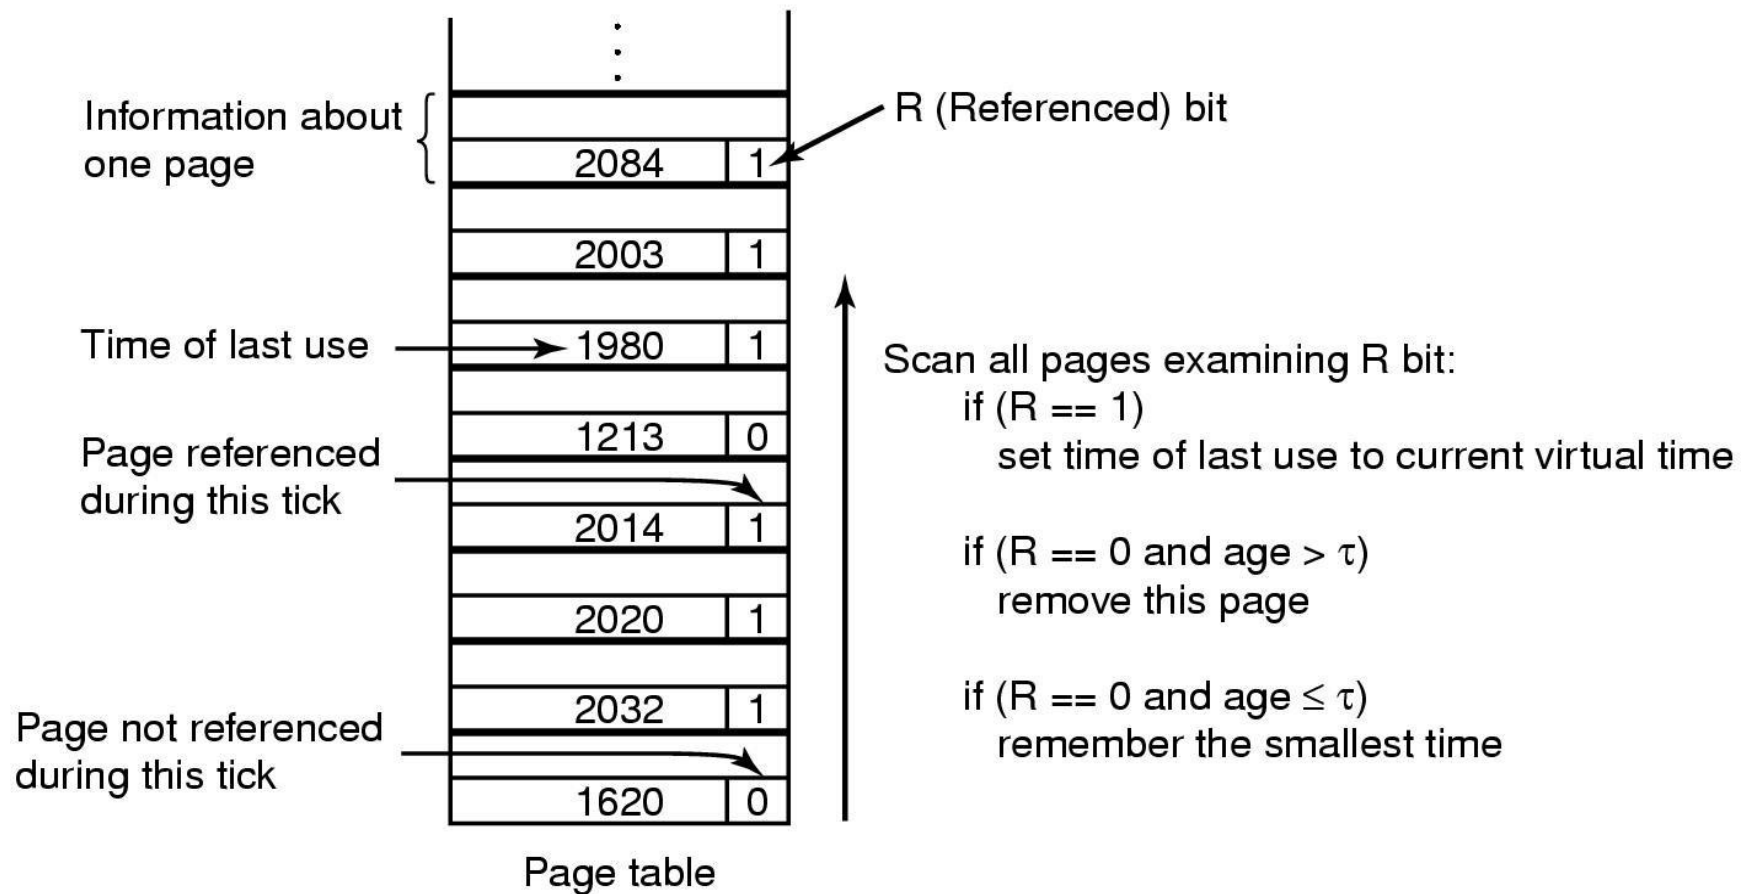 Information about
one page
R (Referenced) bit
2084 1
2003 1
Time of last use
1980 1
1213 0
Page referenced
during this tick
2014 1
2020 1
2032 1
Page not referenced
during this tick
1620 0
Page table
Scan all pages examining R bit:
if (R == 1)
set time of last use to current virtual time
if (R == 0 and age > τ)
remove this page
if (R == 0 and age ≤ τ)
remember the smallest time